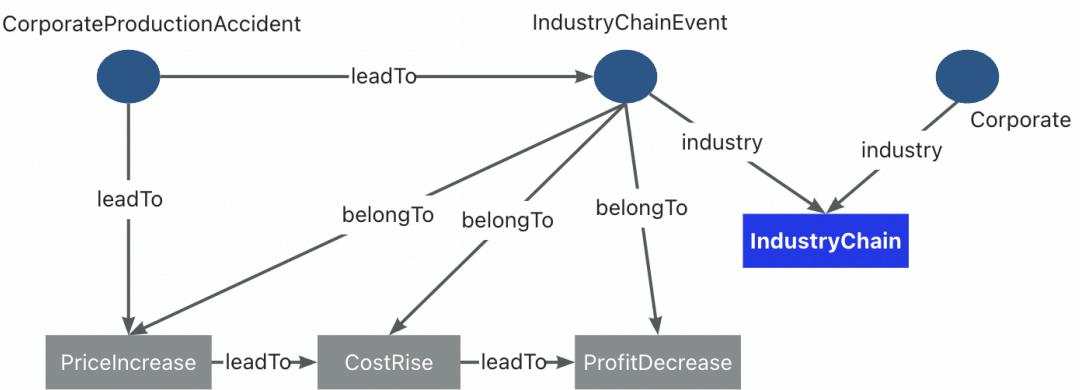 CorporateProductionAccident
IndustryChainEvent
leadTo
Corporate
industry
industry
leadTo
belongTo
belongTo
belongTo
IndustryChain
PriceIncrease
leadTo
CostRise
leadTo
ProfitDecrease